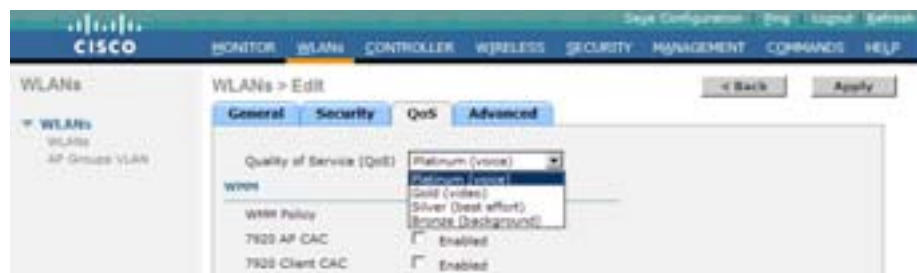 Save Configuration Ping Logout Refresh
CISCO
MONITOR WLANs CONTROLLER WIRELESS SECURITY MANAGEMENT COMMANDS HELP
WLANs
WLANs > Edit
< Back
Apply
General Security QoS Advanced
WLANs
WLANs
AP Groups VLAN
Quality of Service (QoS) Platinum (voice)
Platinum (voice)
Gold (video)
Silver (best effort)
Bronze (background)
WMM
WMM Policy
7920 AP CAC Enabled
7920 Client CAC Enabled